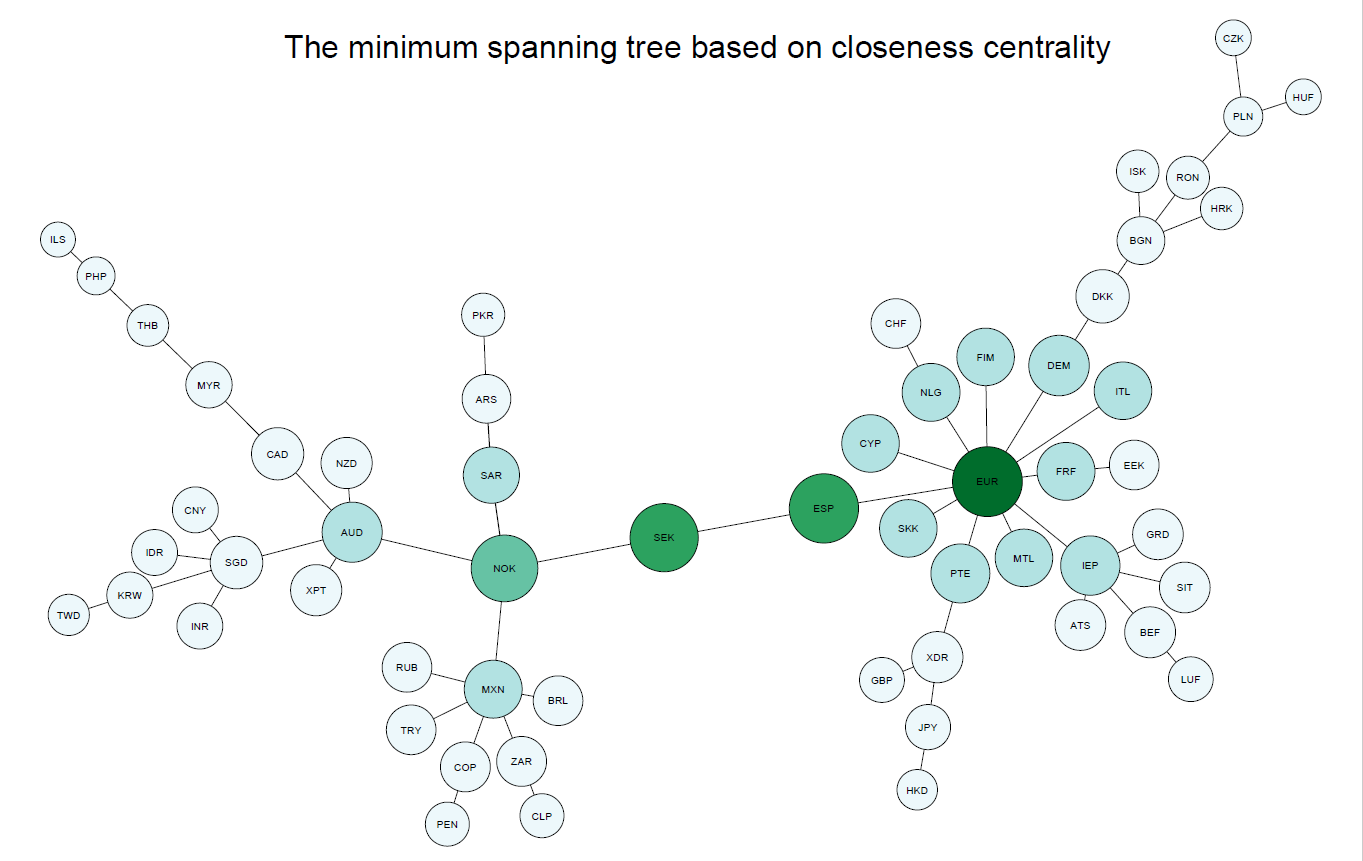 The minimum spanning tree based on closeness centrality
CZK
HUF
PLN
ISK
RON
HRK
ILS
BGN
PHP
DKK
PKR
CHF
THB
FIM
DEM
MYR
NLG
ITL
ARS
CYP
CAD
NZD
SAR
FRF
EEK
EUR
CNY
ESP
AUD
SKK
GRD
SEK
IDR
SGD
MTL
NOK
PTE
IEP
XPT
SIT
KRW
TWD
INR
ATS
BEF
XDR
RUB
GBP
LUF
MXN
BRL
TRY
JPY
COP
ZAR
HKD
CLP
PEN